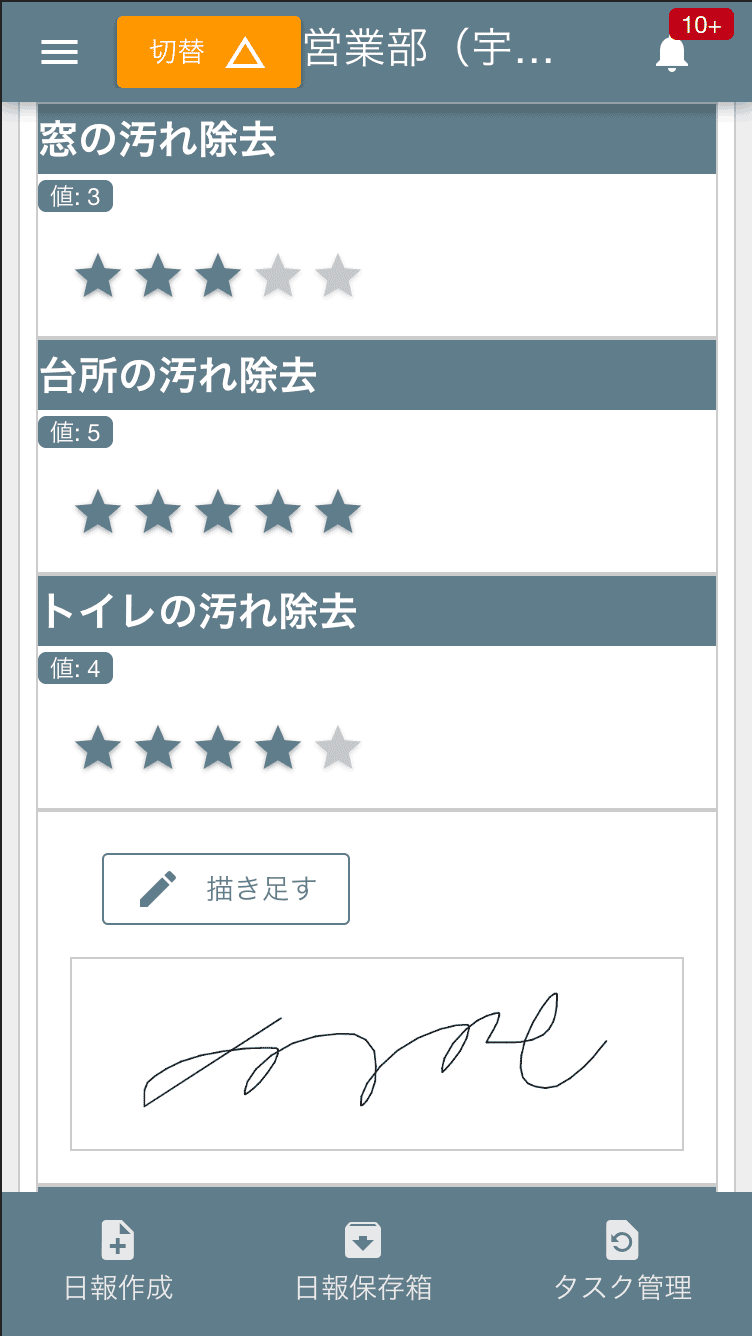 切替
営業部（宇...
10+
窓の汚れ除去
値: 3
台所の汚れ除去
値: 5
トイレの汚れ除去
値: 4
描き足す
日報作成
日報保存箱
タスク管理